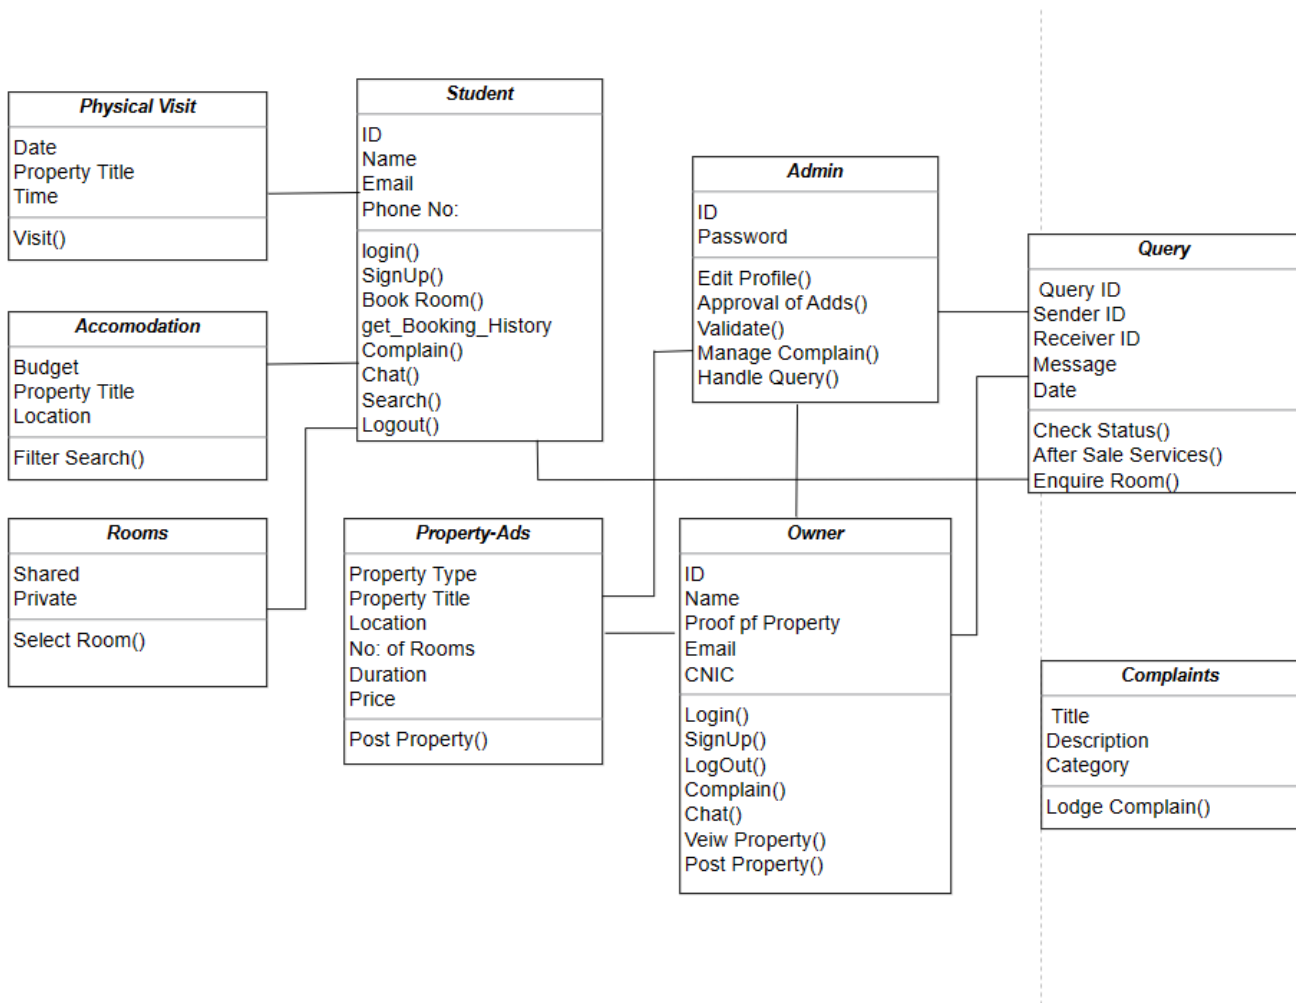 Physical Visit
Date
Property Title
Time
Visit()
Student
ID
Name
Email
Phone No:
login()
SignUp()
Book Room()
get_Booking_History
Complain()
Chat()
Search()
Logout()
Admin
ID
Password
Edit Profile()
Approval of Adds()
Validate()
Manage Complain()
Handle Query()
Query
Query ID
Sender ID
Receiver ID
Message
Date
Check Status()
After Sale Services()
Enquire Room()
Accomodation
Budget
Property Title
Location
Filter Search()
Rooms
Shared
Private
Select Room()
Property-Ads
Property Type
Property Title
Location
No: of Rooms
Duration
Price
Post Property()
Owner
ID
Name
Proof pf Property
Email
CNIC
Login()
SignUp()
LogOut()
Complain()
Chat()
Veiw Property()
Post Property()
Complaints
Title
Description
Category
Lodge Complain()